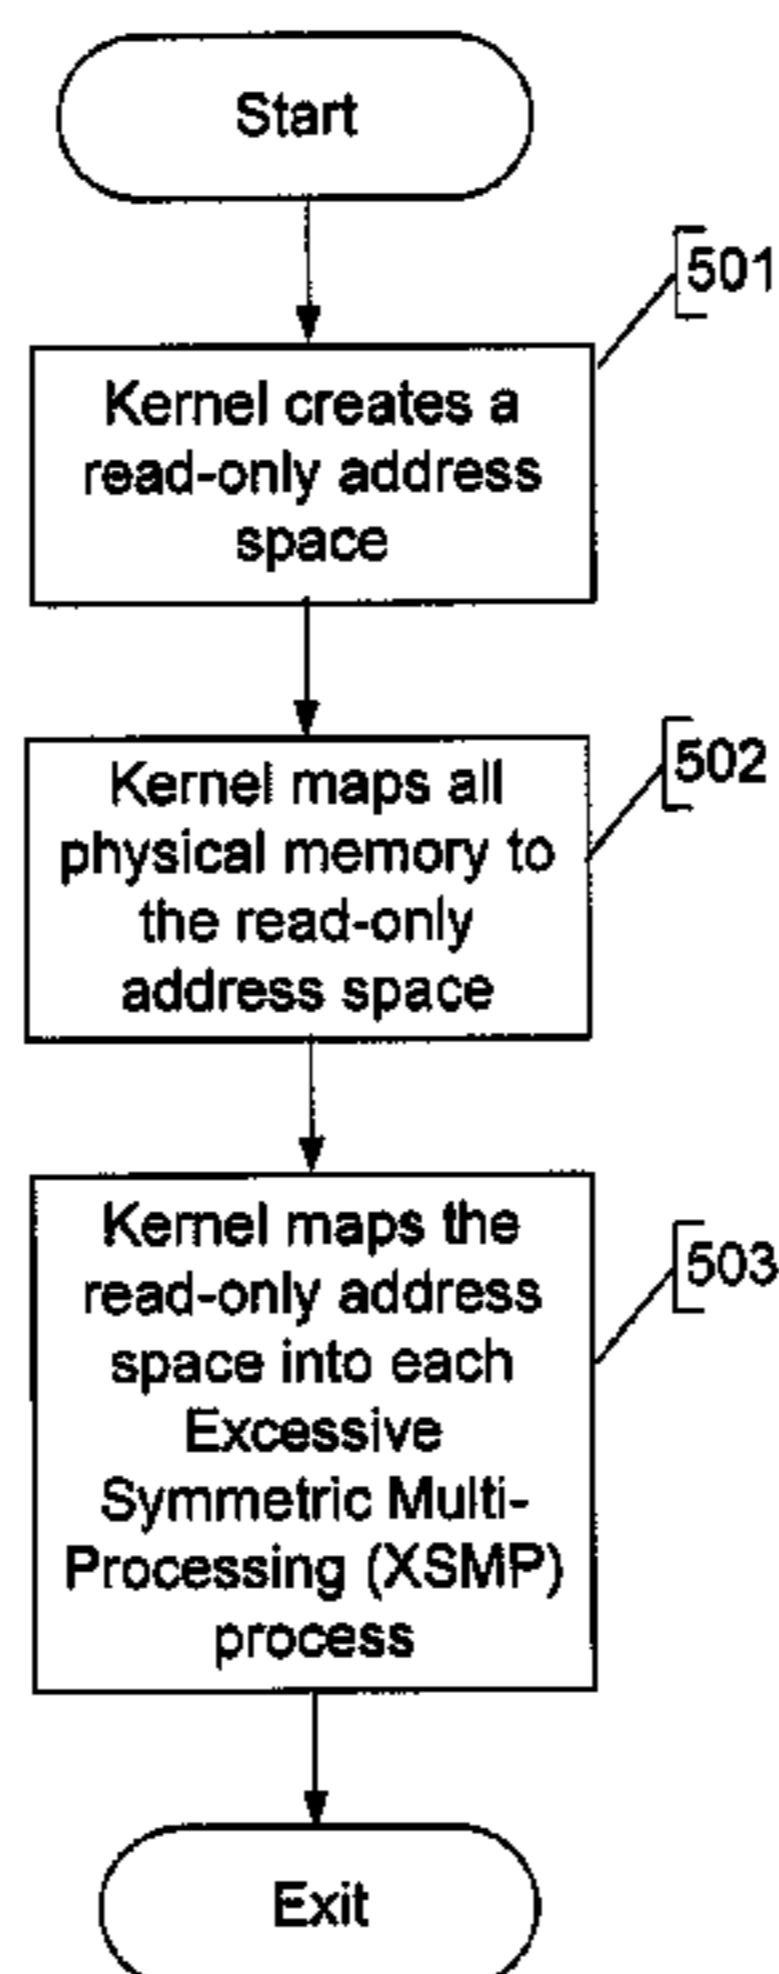 Start
501
Kernel creates a
read-only address
space
502
Kernel maps all
physical memory to
the read-only
address space
503
Kernel maps the
read-only address
space into each
Excessive
Symmetric Multi-
Processing (XSMP)
process
Exit